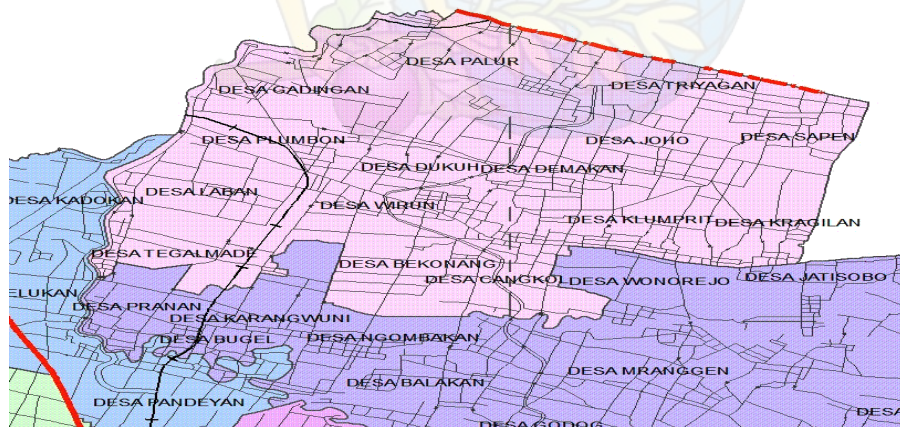 DESA PALUR
DESA GADINGAN
DESA TRIYAGAN
DESA PLUMBON
DESA JOHO
DESA SAPEN
DESA DUKUH
DESA DEMAKAN
DESA LABAN
DESA KADOKAN
DESA WIRUN
DESA KLUMPRIT
DESA KRAGILAN
DESA TEGALMADE
DESA BEKONANG
DESA CANGKOL
DESA WONOREJO
DESA JATISOBO
ELUKAN
DESA PRANAN
DESA KARANGWUNI
DESA BUGEL
DESA NGOMBAKAN
DESA MRANGGEN
DESA BALAKAN
DESA PANDEYAN
DESA
DESA GODOG